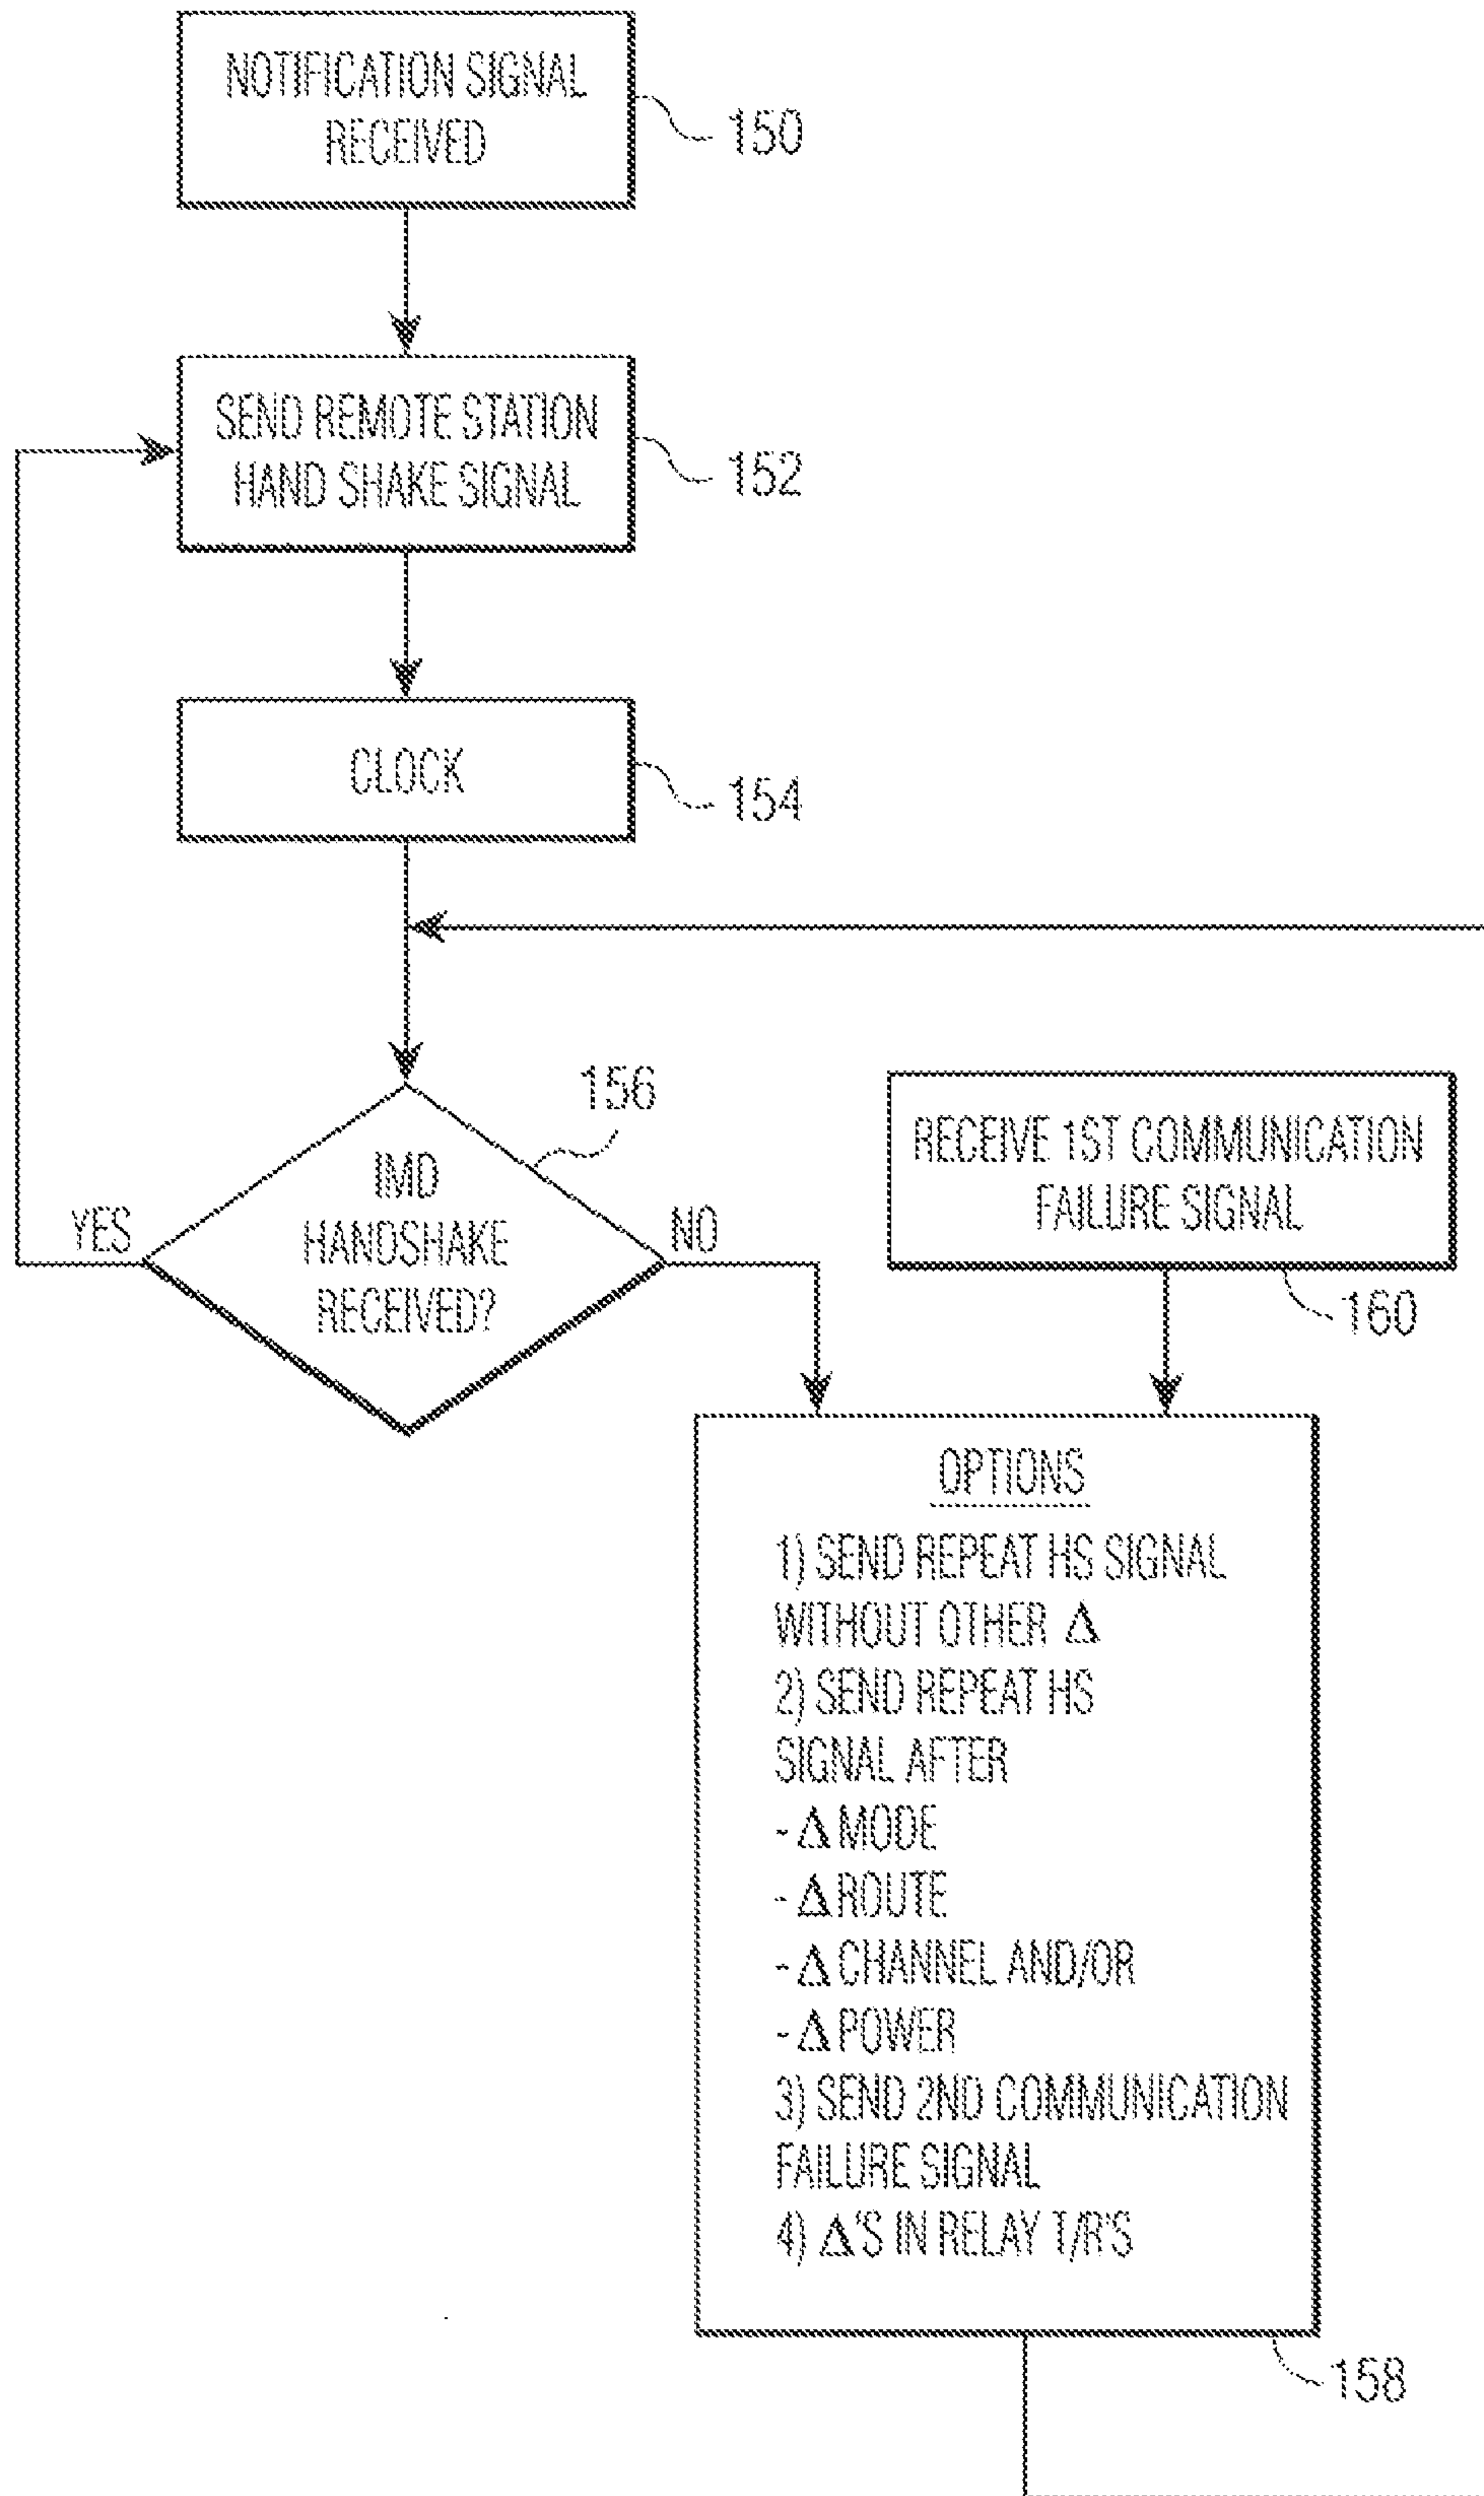 NOTIFICATION SIGNAL
RECEIVED
150
SEND REMOTE STATION
HAND SHAKE SIGNAL
152
CLOCK
154
156
IMD
HANDSHAKE
RECEIVED?
YES
NO
RECEIVE 1ST COMMUNICATION
FAILURE SIGNAL
160
OPTIONS
1) SEND REPEAT HS SIGNAL
WITHOUT OTHER Δ
2) SEND REPEAT HS
SIGNAL AFTER
- Δ MODE
- Δ ROUTE
- Δ CHANNEL AND/OR
- Δ POWER
3) SEND 2ND COMMUNICATION
FAILURE SIGNAL
4) Δ'S IN RELAY T/R'S
158